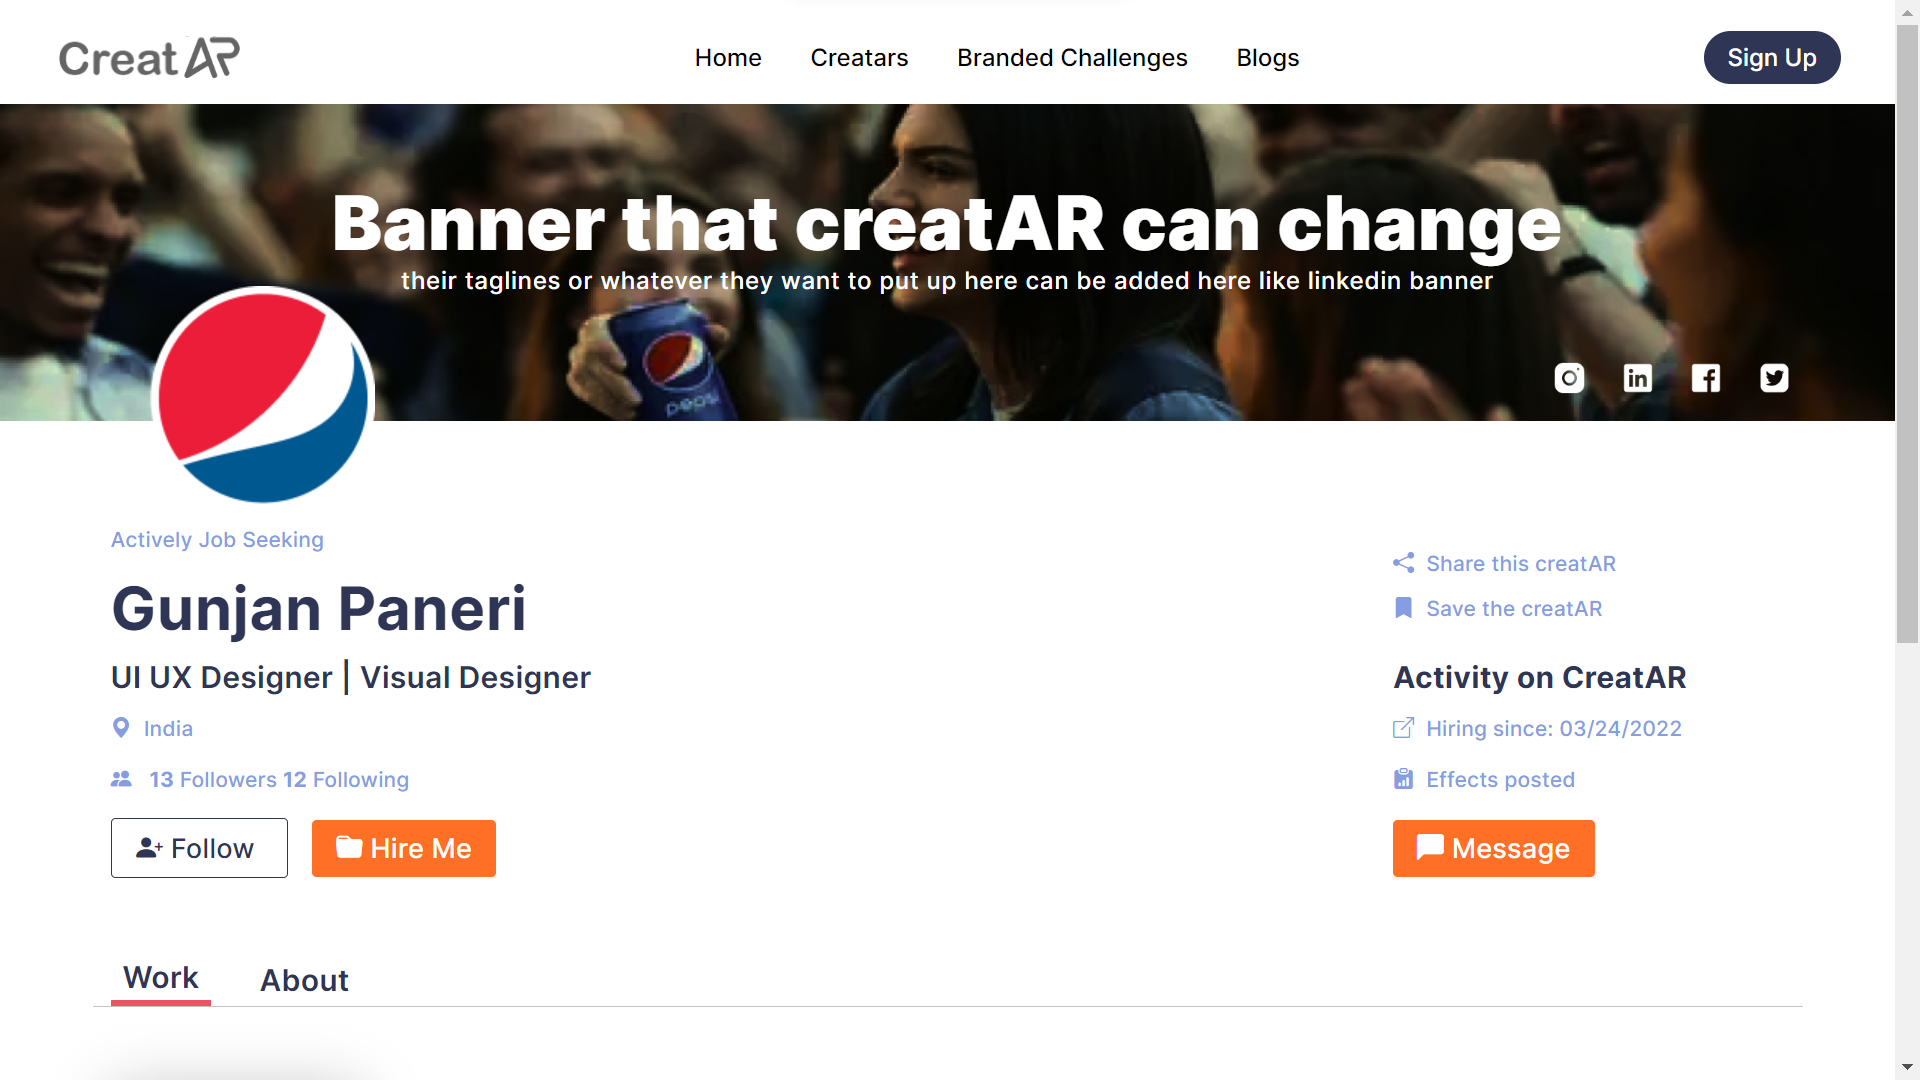 CreatAR
Home
Creatars
Branded Challenges
Blogs
Sign Up
Banner that creatAR can change
their taglines or whatever they want to put up here can be added here like linkedin banner
pepsi
Actively Job Seeking
Gunjan Paneri
UI UX Designer | Visual Designer
India
13 Followers 12 Following
Follow
Hire Me
Share this creatAR
Save the creatAR
Activity on CreatAR
Hiring since: 03/24/2022
Effects posted
Message
Work
About